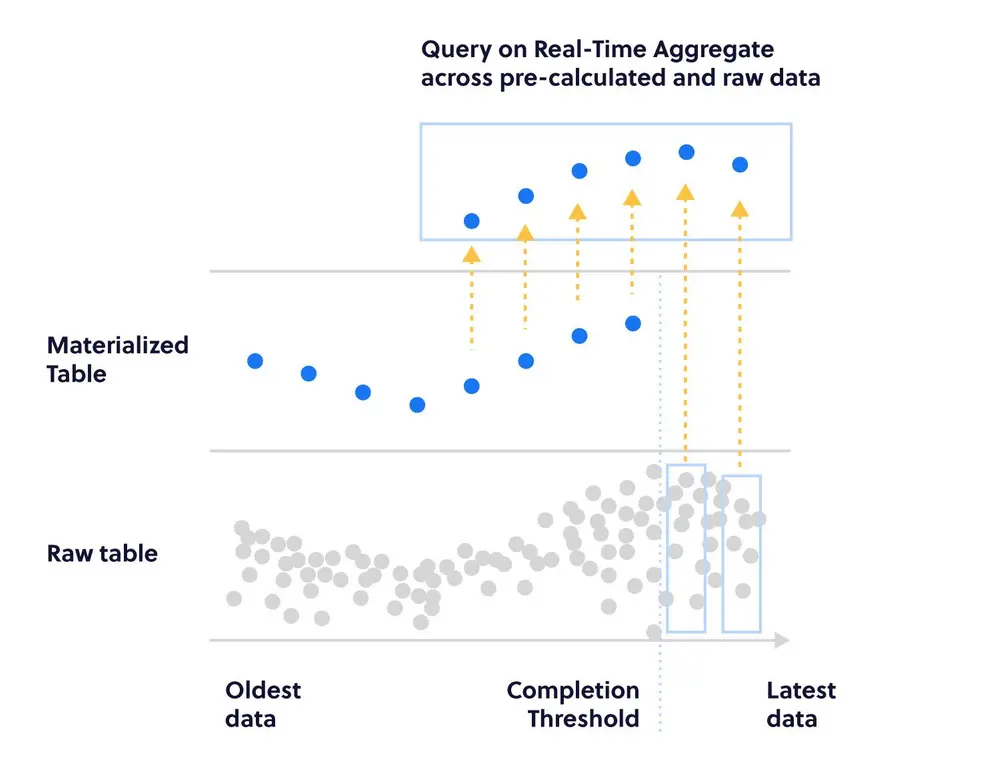 Query on Real-Time Aggregate
across pre-calculated and raw data
Materialized
Table
Raw table
Oldest
data
Completion
Threshold
Latest
data